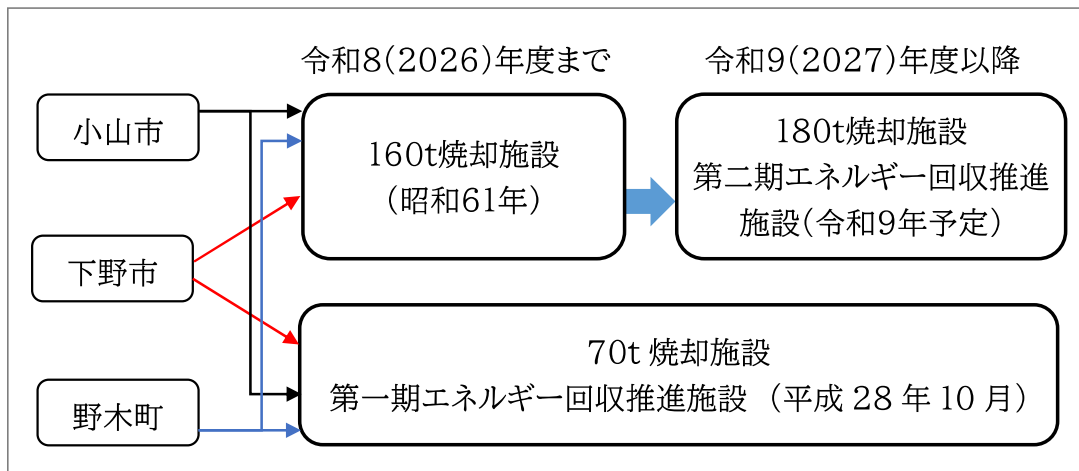 令和8(2026)年度まで
令和9(2027)年度以降
小山市
160t焼却施設
(昭和61年)
180t焼却施設
第二期エネルギー回収推進
施設(令和9年予定)
下野市
70t 焼却施設
第一期エネルギー回収推進施設 (平成 28 年 10 月)
野木町